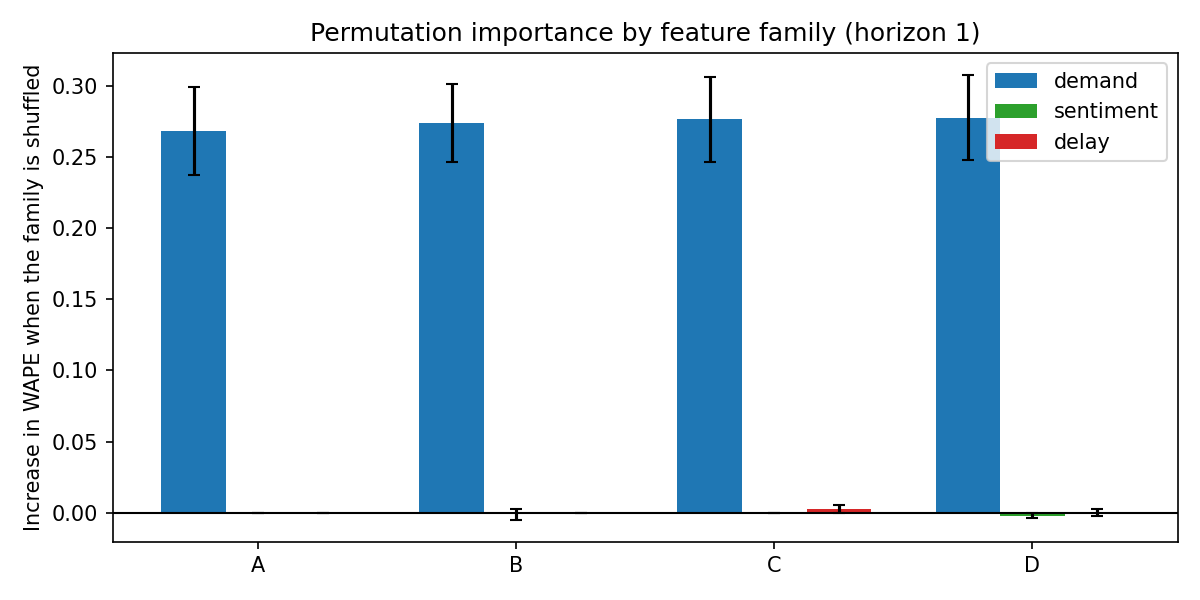 Permutation importance by feature family (horizon 1)
Increase in WAPE when the family is shuffled
0.30
0.25
0.20
0.15
0.10
0.05
0.00
demand
sentiment
delay
A
B
C
D